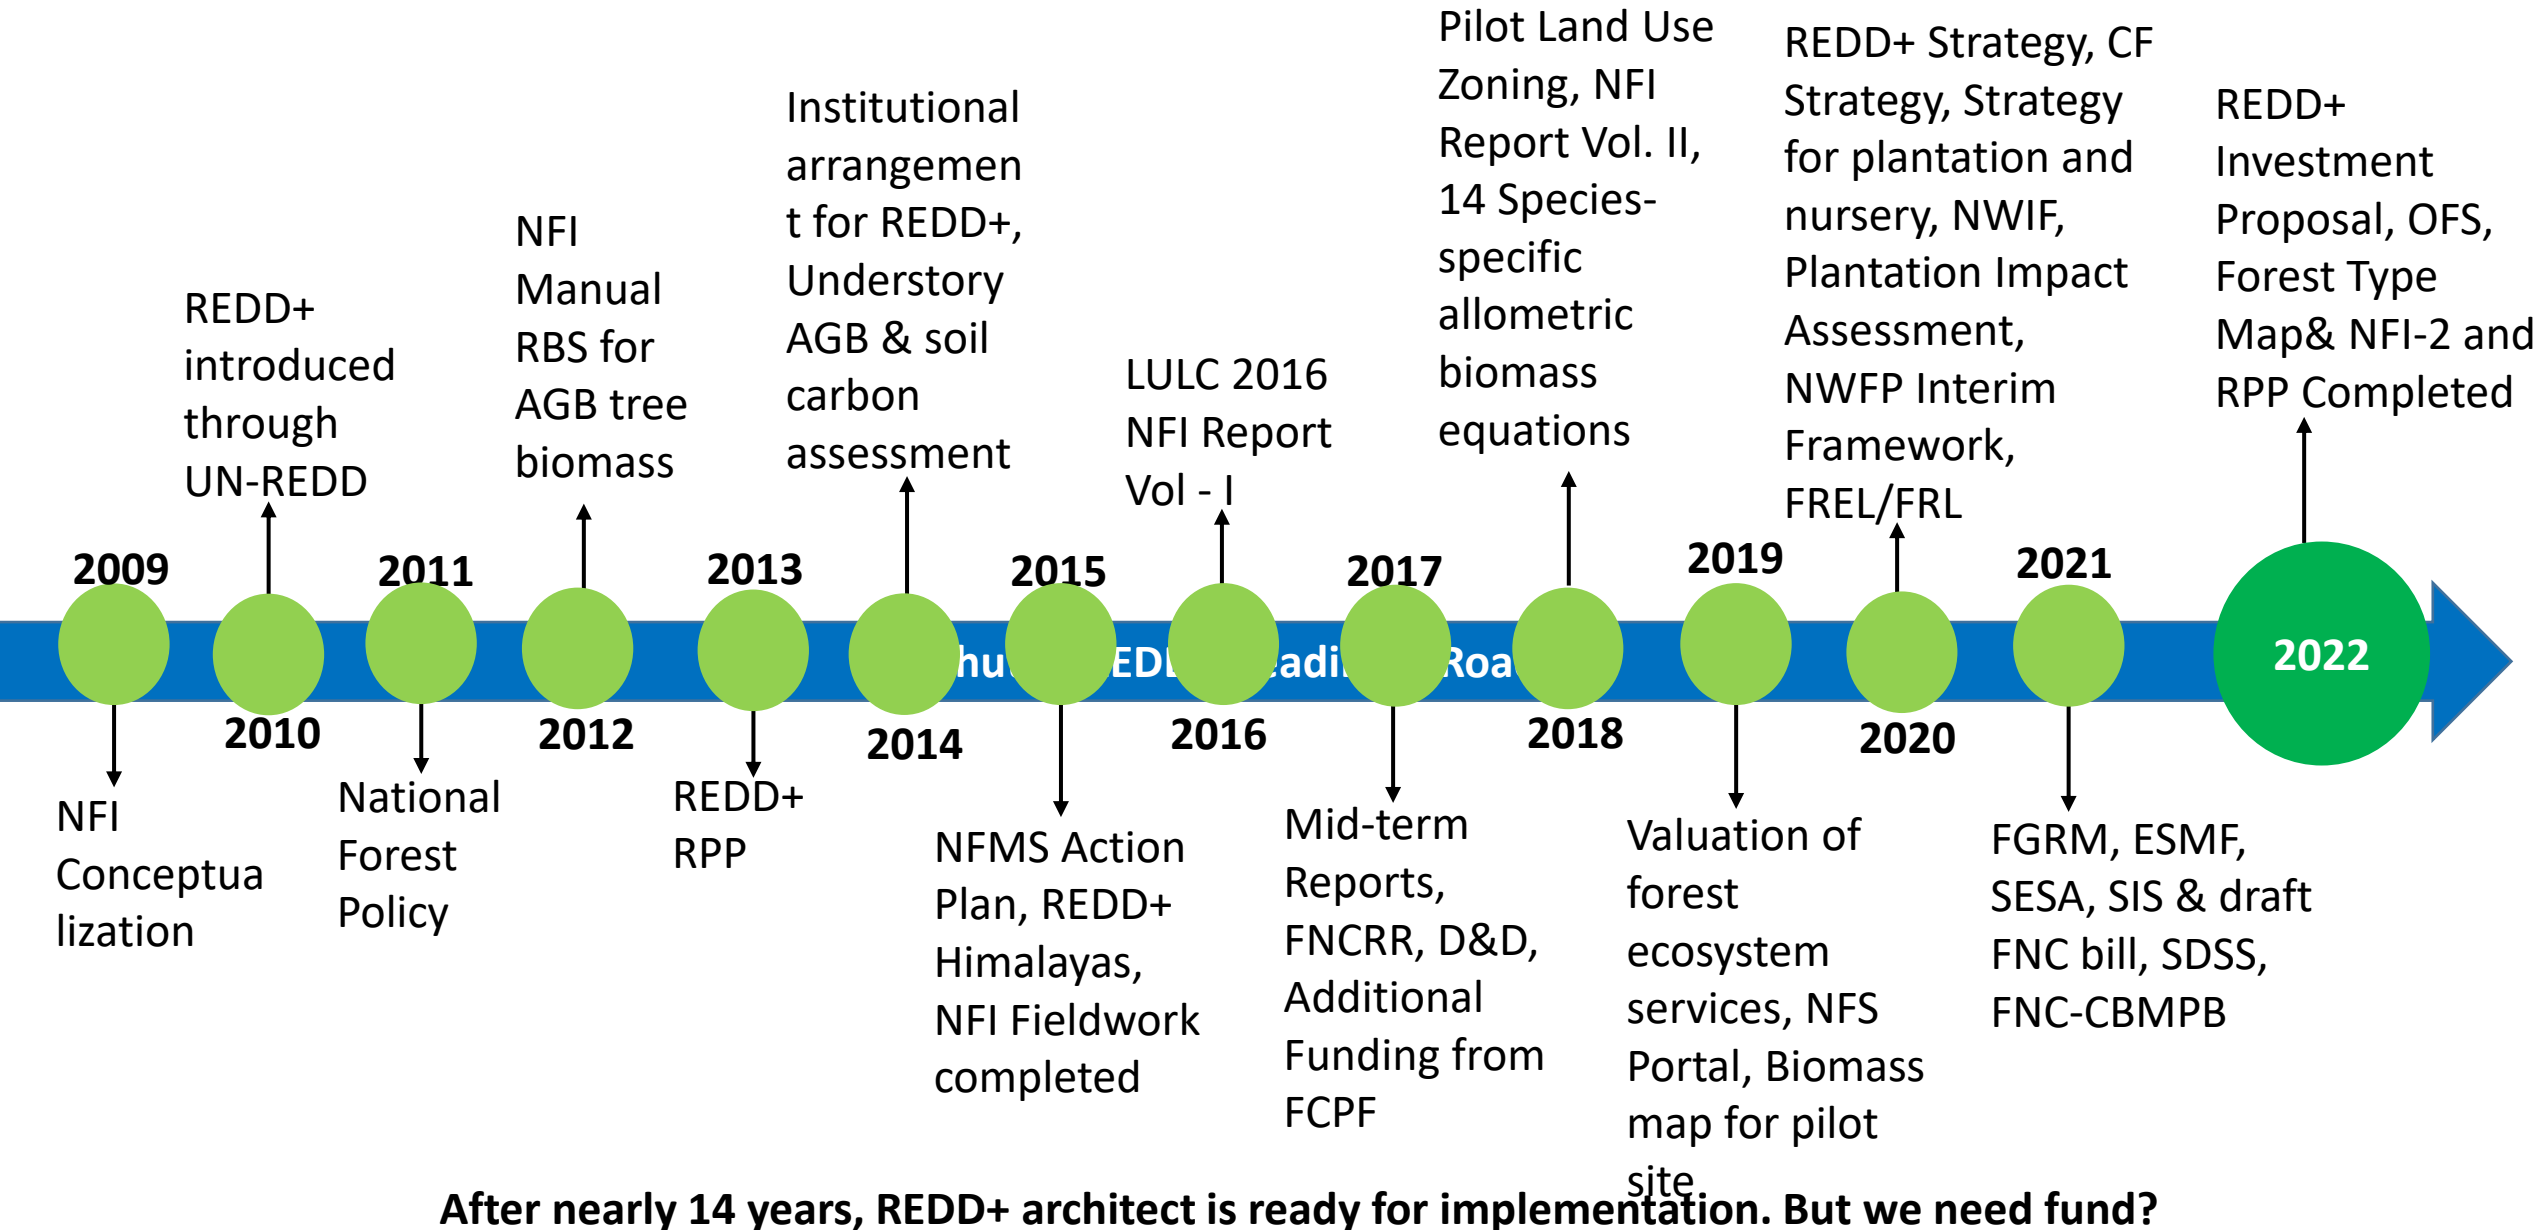 REDD+
introduced
through
UN-REDD
NFI
Manual
RBS for
AGB tree
biomass
Institutional
arrangemen
t for REDD+,
Understory
AGB & soil
carbon
assessment
LULC 2016
NFI Report
Vol - I
Pilot Land Use
Zoning, NFI
Report Vol. II,
14 Species-
specific
allometric
biomass
equations
REDD+ Strategy, CF
Strategy, Strategy
for plantation and
nursery, NWIF,
Plantation Impact
Assessment,
NWFP Interim
Framework,
FREL/FRL
REDD+
Investment
Proposal, OFS,
Forest Type
Map& NFI-2 and
RPP Completed
2009
2011
2013
2015
2017
2019
2021
2022
2010
2012
2014
2016
2018
2020
NFI
Conceptua
lization
National
Forest
Policy
REDD+
RPP
NFMS Action
Plan, REDD+
Himalayas,
NFI Fieldwork
completed
Mid-term
Reports,
FNCRR, D&D,
Additional
Funding from
FCPF
Valuation of
forest
ecosystem
services, NFS
Portal, Biomass
map for pilot
site
FGRM, ESMF,
SESA, SIS & draft
FNC bill, SDSS,
FNC-CBMPB
After nearly 14 years, REDD+ architect is ready for implementation. But we need fund?